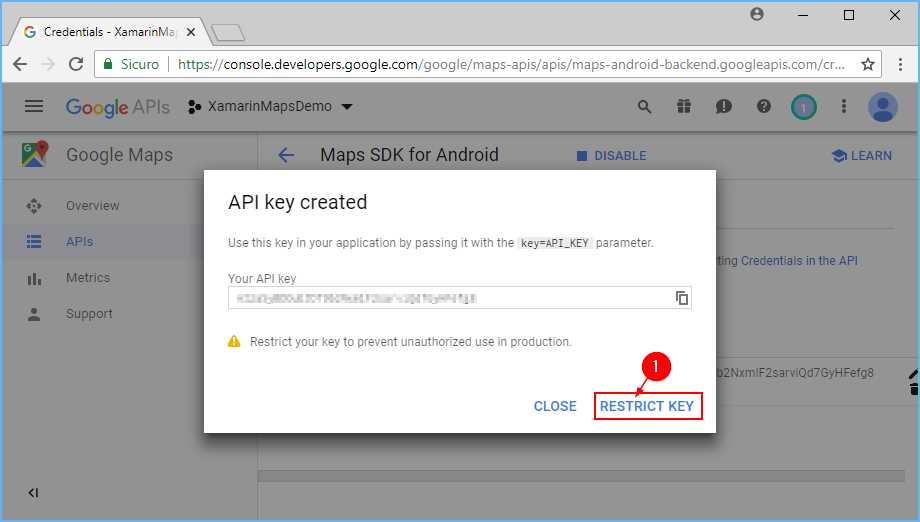 Credentials - XamarinMap
Sicuro | https://console.developers.google.com/google/maps-apis/apis/maps-android-backend.googleapis.com/cr...
Google APIs XamarinMapsDemo 1
Google Maps Maps SDK for Android DISABLE LEARN
API key created
Overview
Use this key in your application by passing it with the key=API_KEY parameter.
APIs
Credentials in the API
Metrics
Your API key
Support
Restrict your key to prevent unauthorized use in production.
1
b2NxmIF2sarviQd7GyHFefg8
CLOSE RESTRICT KEY